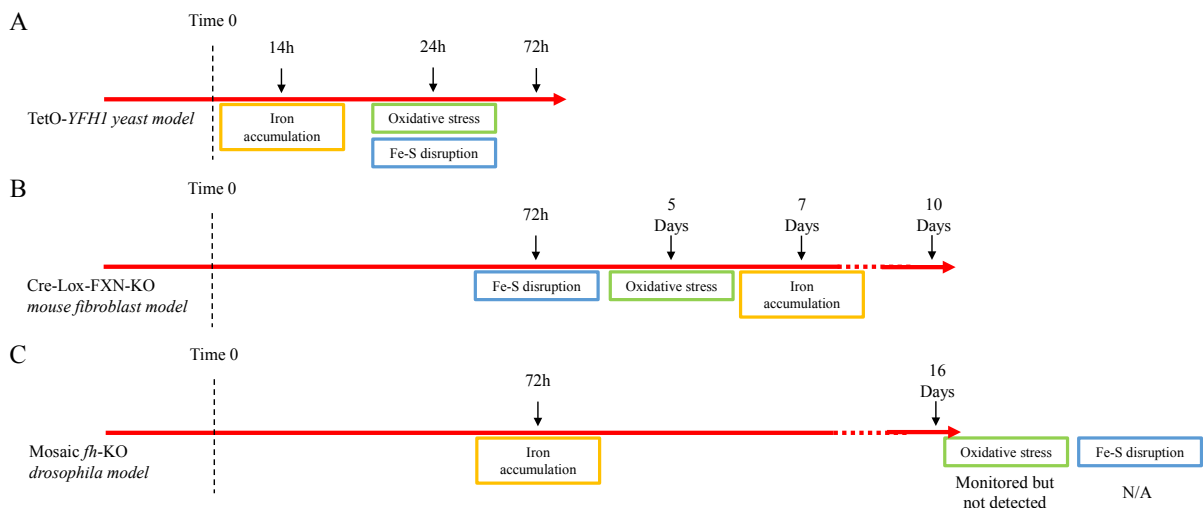 A
Time 0
14h
24h
72h
TetO-YFH1 yeast model
Iron
accumulation
Oxidative stress
Fe-S disruption
B
Time 0
72h
5
Days
7
Days
10
Days
Cre-Lox-FXN-KO
mouse fibroblast model
Fe-S disruption
Oxidative stress
Iron
accumulation
C
Time 0
72h
16
Days
Mosaic fh-KO
drosophila model
Iron
accumulation
Oxidative stress
Fe-S disruption
Monitored but
not detected
N/A